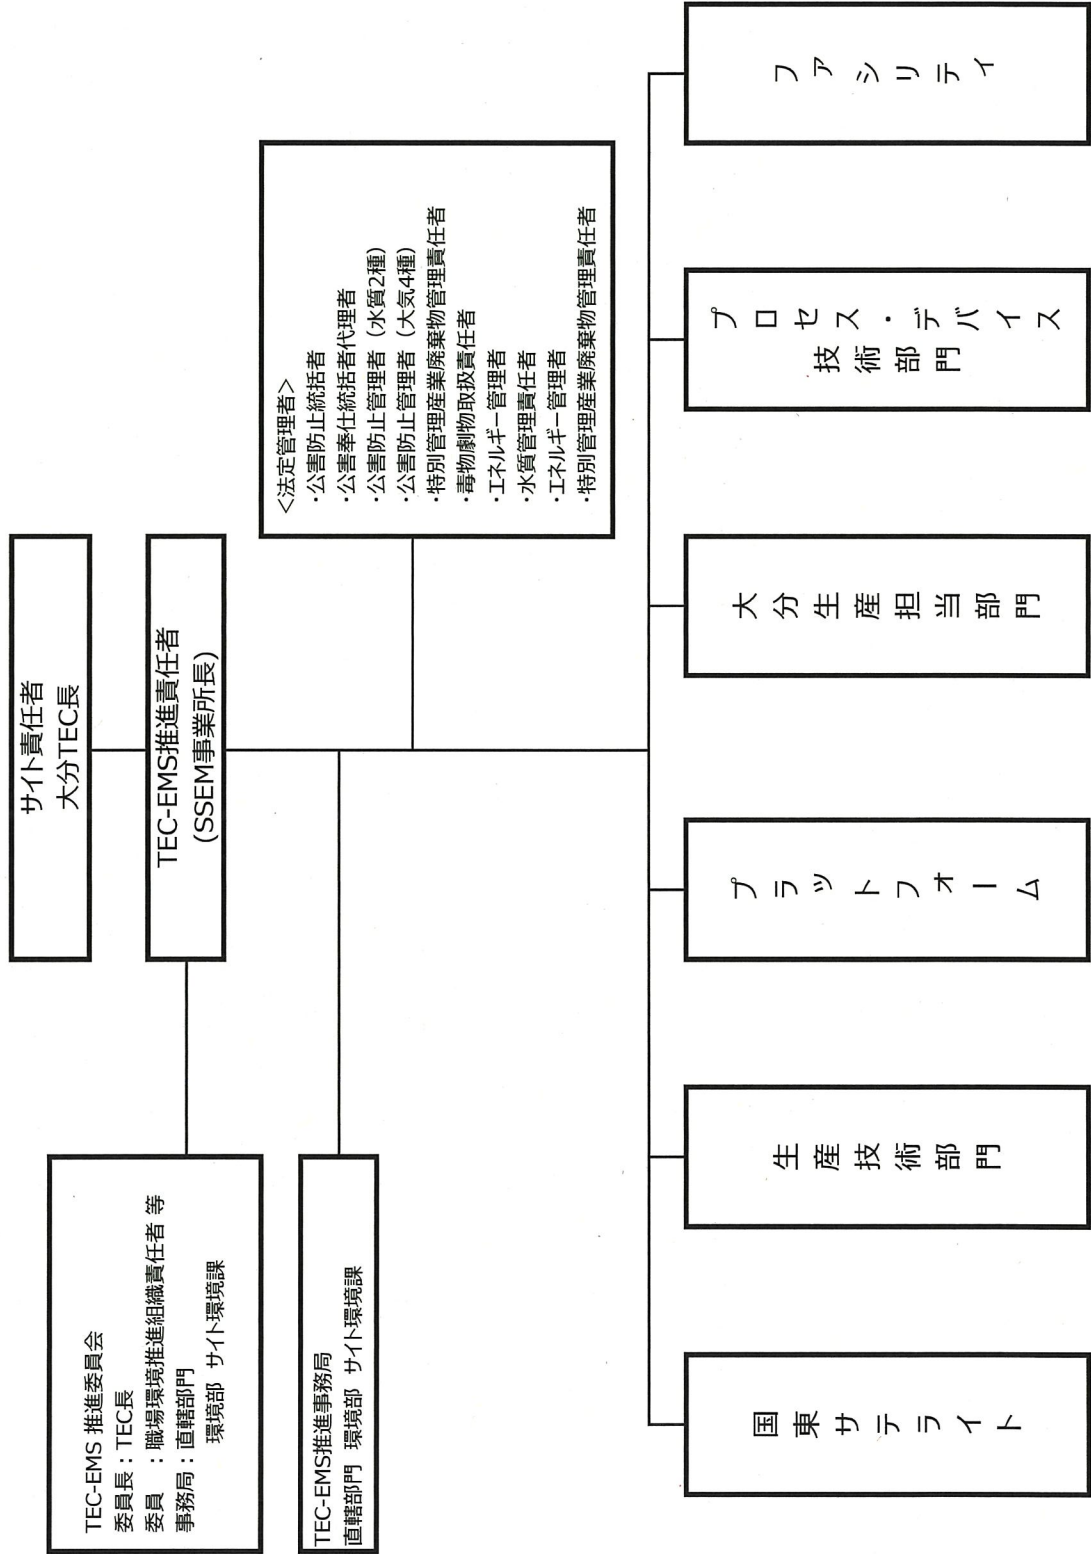 サイト責任者
大分TEC長
TEC-EMS推進責任者
(SSEM事業所長)
TEC-EMS 推進委員会
委員長：TEC長
委員　：職場環境推進組織責任者 等
事務局：直轄部門
環境部 サイト環境課
TEC-EMS推進事務局
直轄部門 環境部 サイト環境課
<法定管理者>
・公害防止統括者
・公害奉仕統括者代理者
・公害防止管理者（水質2種）
・公害防止管理者（大気4種）
・特別管理産業廃棄物管理責任者
・毒物劇物取扱責任者
・エネルギー管理者
・水質管理責任者
・エネルギー管理者
・特別管理産業廃棄物管理責任者
国東サテライト
生産技術部門
プラットフォーム
大分生産担当部門
プロセス・デバイス
技術部門
ファシリティ